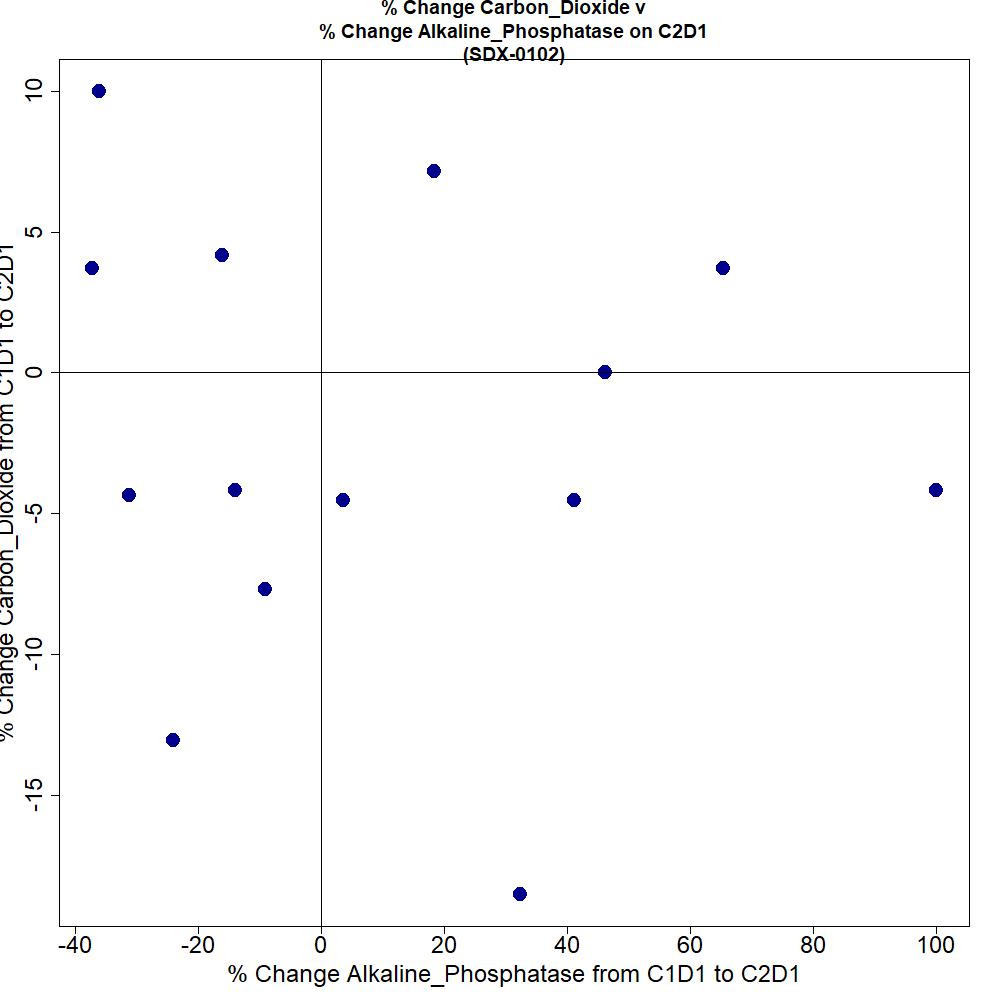 % Change Carbon_Dioxide v
% Change Alkaline_Phosphatase on C2D1
(SDX-0102)
% Change Carbon_Dioxide from C1D1 to C2D1
10
5
0
-5
-10
-15
-40 -20 0 20 40 60 80 100
% Change Alkaline_Phosphatase from C1D1 to C2D1